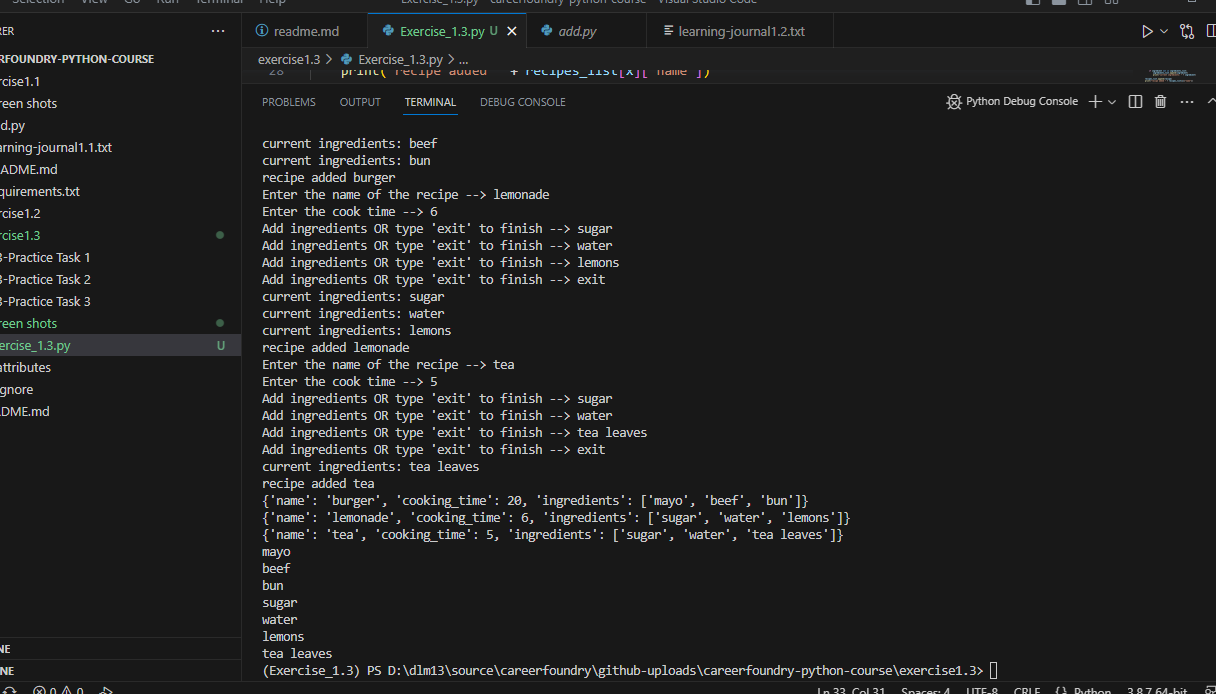 Selection View Go Run Terminal Help Exercise_1.3.py - careerfoundry-python-course - Visual Studio Code
RER ···
readme.md Exercise_1.3.py U × add.py learning-journal1.2.txt
exercise1.3 > Exercise_1.3.py > ...
28 print("recipe added " + recipes_list[x]["name"])
RFOUNDRY-PYTHON-COURSE
rcise1.1
reen shots
d.py
arning-journal1.1.txt
ADME.md
quirements.txt
rcise1.2
rcise1.3
3-Practice Task 1
3-Practice Task 2
3-Practice Task 3
reen shots
ercise_1.3.py U
attributes
gnore
DME.md
NE
NE
PROBLEMS OUTPUT TERMINAL DEBUG CONSOLE Python Debug Console
current ingredients: beef
current ingredients: bun
recipe added burger
Enter the name of the recipe --> lemonade
Enter the cook time --> 6
Add ingredients OR type 'exit' to finish --> sugar
Add ingredients OR type 'exit' to finish --> water
Add ingredients OR type 'exit' to finish --> lemons
Add ingredients OR type 'exit' to finish --> exit
current ingredients: sugar
current ingredients: water
current ingredients: lemons
recipe added lemonade
Enter the name of the recipe --> tea
Enter the cook time --> 5
Add ingredients OR type 'exit' to finish --> sugar
Add ingredients OR type 'exit' to finish --> water
Add ingredients OR type 'exit' to finish --> tea leaves
Add ingredients OR type 'exit' to finish --> exit
current ingredients: tea leaves
recipe added tea
{'name': 'burger', 'cooking_time': 20, 'ingredients': ['mayo', 'beef', 'bun']}
{'name': 'lemonade', 'cooking_time': 6, 'ingredients': ['sugar', 'water', 'lemons']}
{'name': 'tea', 'cooking_time': 5, 'ingredients': ['sugar', 'water', 'tea leaves']}
mayo
beef
bun
sugar
water
lemons
tea leaves
(Exercise_1.3) PS D:\dlm13\source\careerfoundry\github-uploads\careerfoundry-python-course\exercise1.3>
0 0 Ln 33, Col 31 Spaces: 4 UTF-8 CRLF {} Python 3.8.7 64-bit